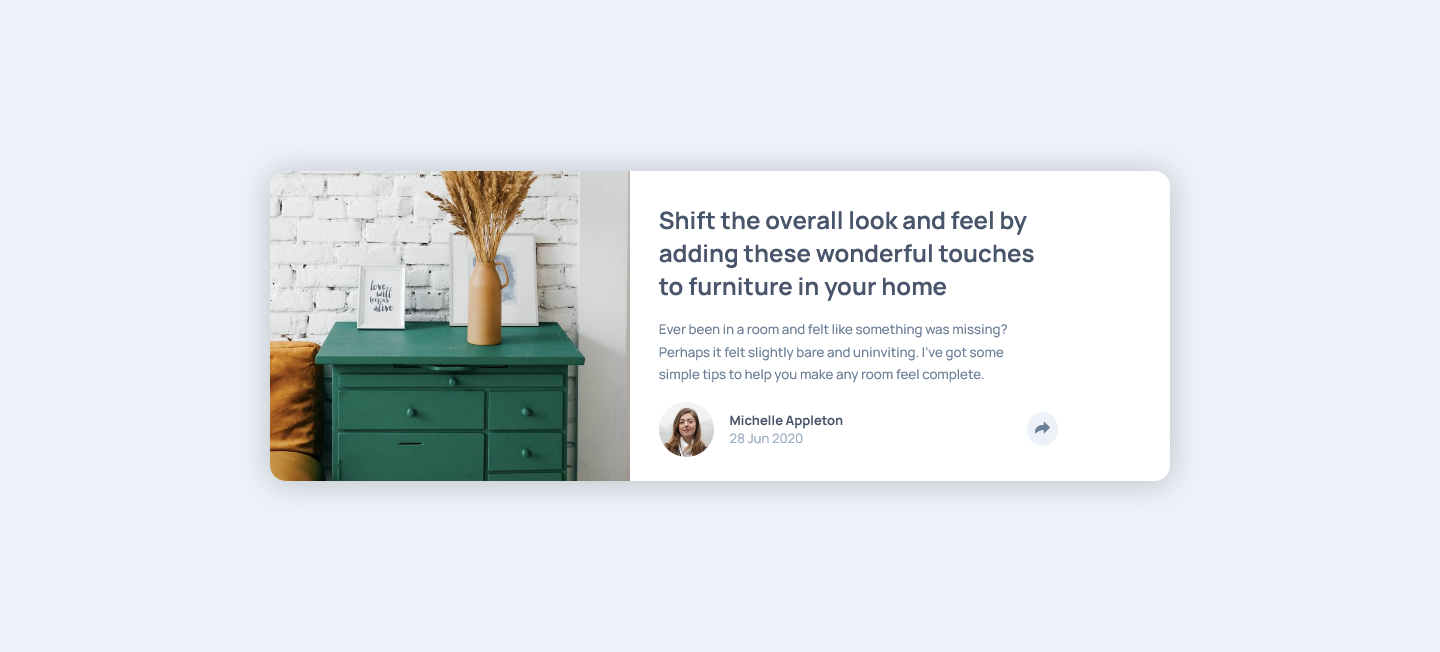 love
will
keep us
alive
Shift the overall look and feel by
adding these wonderful touches
to furniture in your home
Ever been in a room and felt like something was missing?
Perhaps it felt slightly bare and uninviting. I've got some
simple tips to help you make any room feel complete.
Michelle Appleton
28 Jun 2020